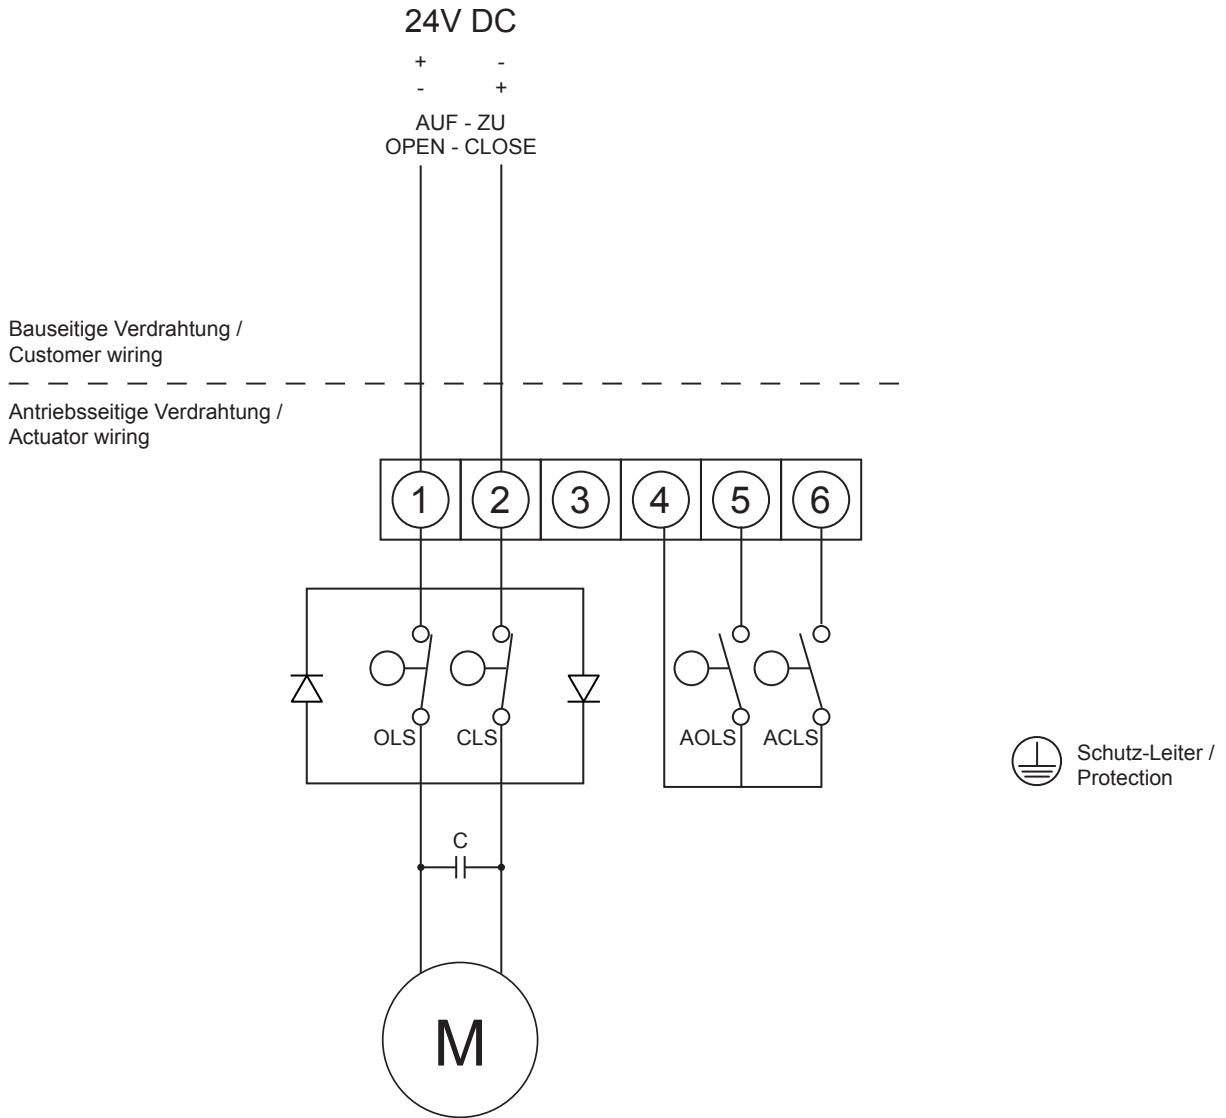 24V DC
+ -
- +
AUF - ZU
OPEN - CLOSE
Bauseitige Verdrahtung /
Customer wiring
Antriebsseitige Verdrahtung /
Actuator wiring
1 2 3 4 5 6
OLS CLS AOLS ACLS
Schutz-Leiter /
Protection
C
M